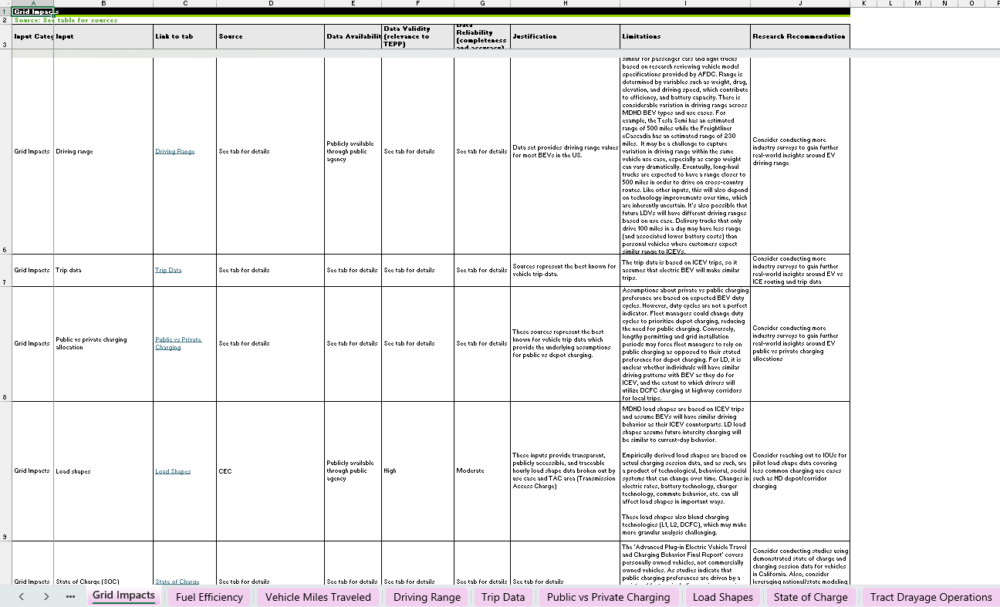 A B C D E F G H I J K L M N O P
1 Grid Impacts
2 Source: See table for sources
3
Input Categ
Input
Link to tab
Source
Data Availabilit
Data Validity
(relevance to
TEPP)
Data
Reliability
(completeness
and accuracy)
Justification
Limitations
Research Recommendation
6
Grid Impacts
Driving range
Driving Range
See tab for details
Publicly available
through public
agency
See tab for details
See tab for details
Data set provides driving range values
for most BEVs in the US.
similar for passenger cars and light trucks
based on research reviewing vehicle model
specifications provided by AFDC. Range is
determined by variables such as weight, drag,
elevation, and driving speed, which contribute
to efficiency, and battery capacity. There is
considerable variation in driving range across
MDHD BEV types and use cases. For
example, the Tesla Semi has an estimated
range of 500 miles while the Freightliner
eCascadia has an estimated range of 230
miles. It may be a challenge to capture
variation in driving range within the same
vehicle use case, especially as cargo weight
can vary dramatically. Eventually, long-haul
trucks are expected to have a range closer to
500 miles in order to drive on cross-country
routes. Like other inputs, this will also depend
on technology improvements over time, which
are inherently uncertain. It's also possible that
future LDVs will have different driving ranges
based on use case. Delivery trucks that only
drive 100 miles in a day may have less range
(and associated lower battery costs) than
personal vehicles where customers expect
similar range to ICEVs.
Consider conducting more
industry surveys to gain further
real-world insights around EV
driving range
7
Grid Impacts
Trip data
Trip Data
See tab for details
See tab for details
See tab for details
See tab for details
Sources represent the best known for
vehicle trip data.
The trip data is based on ICEV trips, so it
assumes that electric BEV will make similar
trips.
Consider conducting more
industry surveys to gain further
real-world insights around EV vs
ICE routing and trip data
8
Grid Impacts
Public vs private charging
allocation
Public vs Private
Charging
See tab for details
See tab for details
See tab for details
See tab for details
These sources represent the best
known for vehicle trip data which
provide the underlying assumptions
for public vs depot charging.
Assumptions about private vs public charging
preference are based on expected BEV duty
cycles. However, duty cycles are not a perfect
indicator. Fleet managers could change duty
cycles to prioritize depot charging, reducing
the need for public charging. Conversely,
lengthy permitting and grid installation
periods may force fleet managers to rely on
public charging as opposed to their stated
preference for depot charging. For LD, it is
unclear whether individuals will have similar
driving patterns with BEV as they do for
ICEV, and the extent to which drivers will
utilize DCFC charging at highway corridors
for local trips.
Consider conducting more
industry surveys to gain further
real-world insights around EV
public vs private charging
allocations
9
Grid Impacts
Load shapes
Load Shapes
CEC
Publicly available
through public
agency
High
Moderate
These inputs provide transparent,
publicly accessible, and traceable
hourly load shape data broken out by
use case and TAC area (Transmission
Access Charge)
MDHD load shapes are based on ICEV trips
and assume BEVs will have similar driving
behavior as their ICEV counterparts. LD load
shapes assume future intercity charging will
be similar to current-day behavior.
Empirically derived load shapes are based on
actual charging session data, and as such, are
a product of technological, behavioral, social
systems that can change over time. Changes in
electric rates, battery technology, charger
technology, commute behavior, etc. can all
affect load shapes in important ways.
These load shapes also blend charging
technologies (L1, L2, DCFC), which may make
more granular analysis challenging.
Consider reaching out to IOUs for
pilot load shape data covering
less common charging use cases
such as HD depot/corridor
charging
Grid Impacts
State of Charge (SOC)
State of Charge
See tab for details
See tab for details
See tab for details
See tab for details
See tab for details
The 'Advanced Plug-in Electric Vehicle Travel
and Charging Behavior Final Report' covers
personally owned vehicles, not commercially
owned vehicles. As studies indicate that
public charging preferences are driven by a
Consider conducting studies using
demonstrated state of charge and
charging session data for vehicles
in California. Also, consider
leveraging national/state modeling
Grid Impacts Fuel Efficiency Vehicle Miles Traveled Driving Range Trip Data Public vs Private Charging Load Shapes State of Charge Tract Drayage Operations